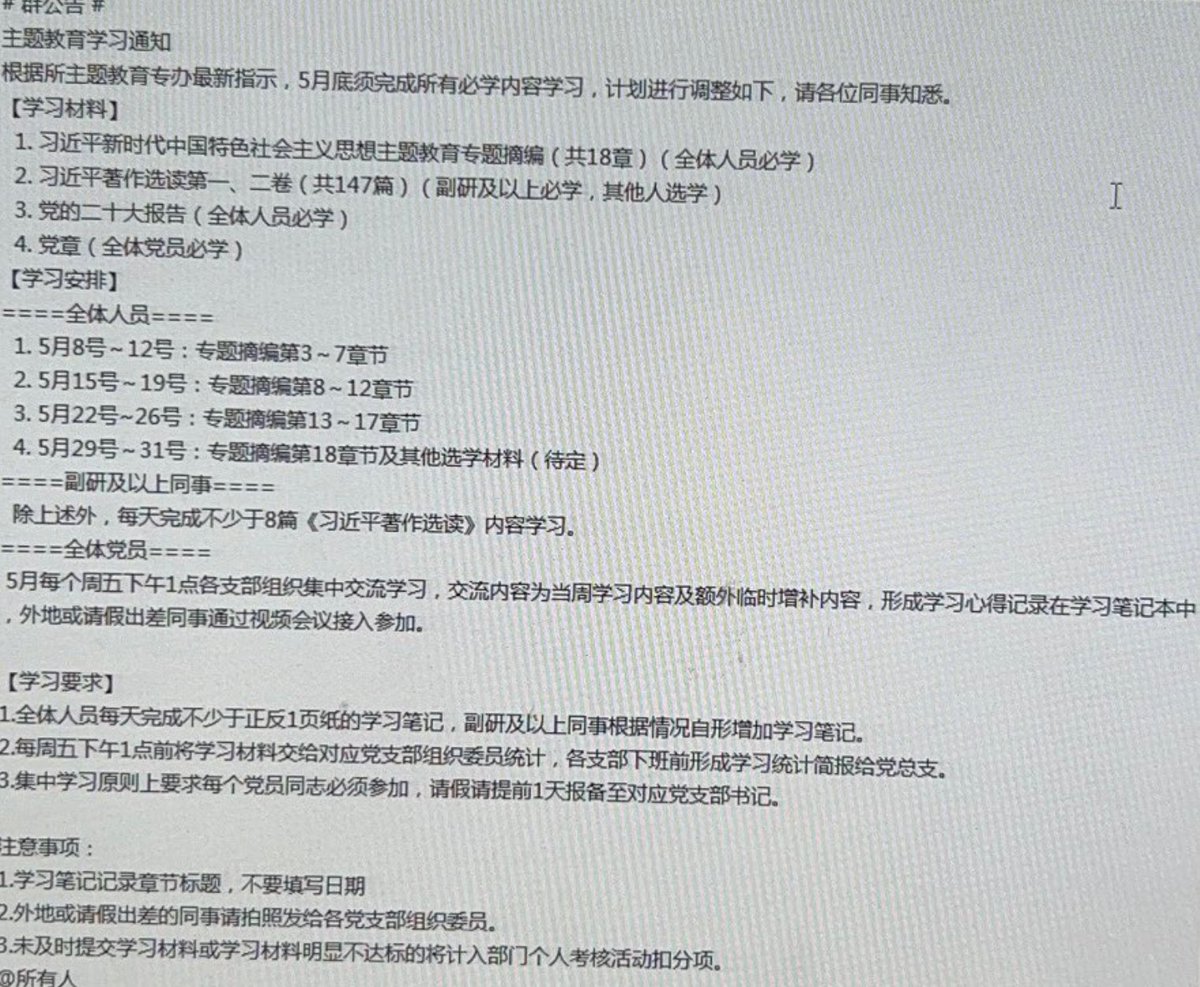 # 群公告 #
主题教育学习通知
根据所主题教育专办最新指示，5月底须完成所有必学内容学习，计划进行调整如下，请各位同事知悉。
【学习材料】
1. 习近平新时代中国特色社会主义思想主题教育专题摘编（共18章）（全体人员必学）
2. 习近平著作选读第一、二卷（共147篇）（副研及以上必学，其他人选学）
3. 党的二十大报告（全体人员必学）
4. 党章（全体党员必学）
【学习安排】
====全体人员====
1. 5月8号～12号：专题摘编第3～7章节
2. 5月15号～19号：专题摘编第8～12章节
3. 5月22号~26号：专题摘编第13～17章节
4. 5月29号～31号：专题摘编第18章节及其他选学材料（待定）
====副研及以上同事====
除上述外，每天完成不少于8篇《习近平著作选读》内容学习。
====全体党员====
5月每个周五下午1点各支部组织集中交流学习，交流内容为当周学习内容及额外临时增补内容，形成学习心得记录在学习笔记本中
，外地或请假出差同事通过视频会议接入参加。
【学习要求】
1.全体人员每天完成不少于正反1页纸的学习笔记，副研及以上同事根据情况自形增加学习笔记。
2.每周五下午1点前将学习材料交给对应党支部组织委员统计，各支部下班前形成学习统计简报给党总支。
3.集中学习原则上要求每个党员同志必须参加，请假请提前1天报备至对应党支部书记。
注意事项：
1.学习笔记记录章节标题，不要填写日期
2.外地或请假出差的同事请拍照发给各党支部组织委员。
3.未及时提交学习材料或学习材料明显不达标的将计入部门个人考核活动扣分项。
@所有人